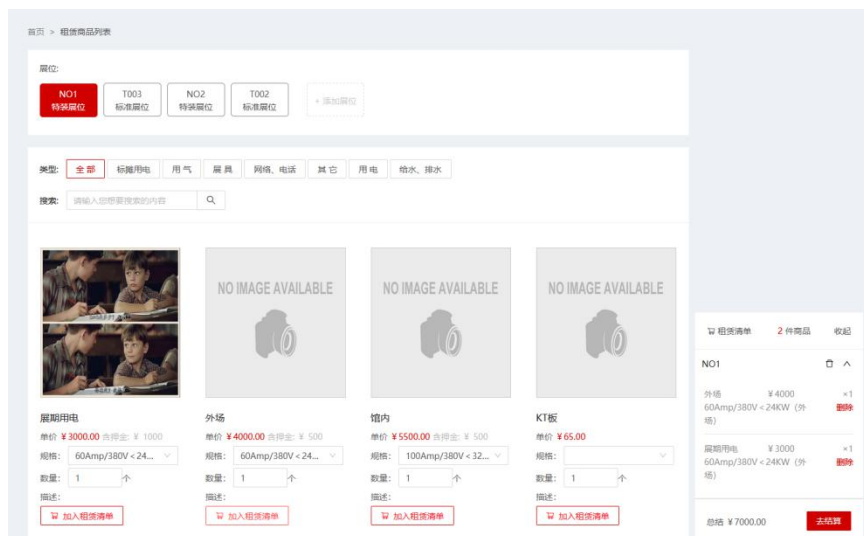 首页 > 租赁商品列表
展位:
NO1
特装展位
T003
标准展位
NO2
特装展位
T002
标准展位
+ 添加展位
类型: 全部 标摊用电 用气 展具 网络、电话 其它 用电 给水、排水
搜索: 请输入您想要搜索的内容
NO IMAGE AVAILABLE
NO IMAGE AVAILABLE
NO IMAGE AVAILABLE
展期用电
单价 ¥3000.00 含押金: ¥ 1000
规格: 60Amp/380V < 24...
数量: 1 个
描述:
加入租赁清单
外场
单价 ¥4000.00 含押金: ¥ 500
规格: 60Amp/380V < 24...
数量: 1 个
描述:
加入租赁清单
馆内
单价 ¥5500.00 含押金: ¥ 500
规格: 100Amp/380V < 32...
数量: 1 个
描述:
加入租赁清单
KT板
单价 ¥65.00
规格:
数量: 1 个
描述:
加入租赁清单
租赁清单 2 件商品 收起
NO1
外场 ¥4000 ×1
60Amp/380V < 24KW（外 删除
场）
展期用电 ¥3000 ×1
60Amp/380V < 24KW（外 删除
场）
总结 ¥7000.00 去结算